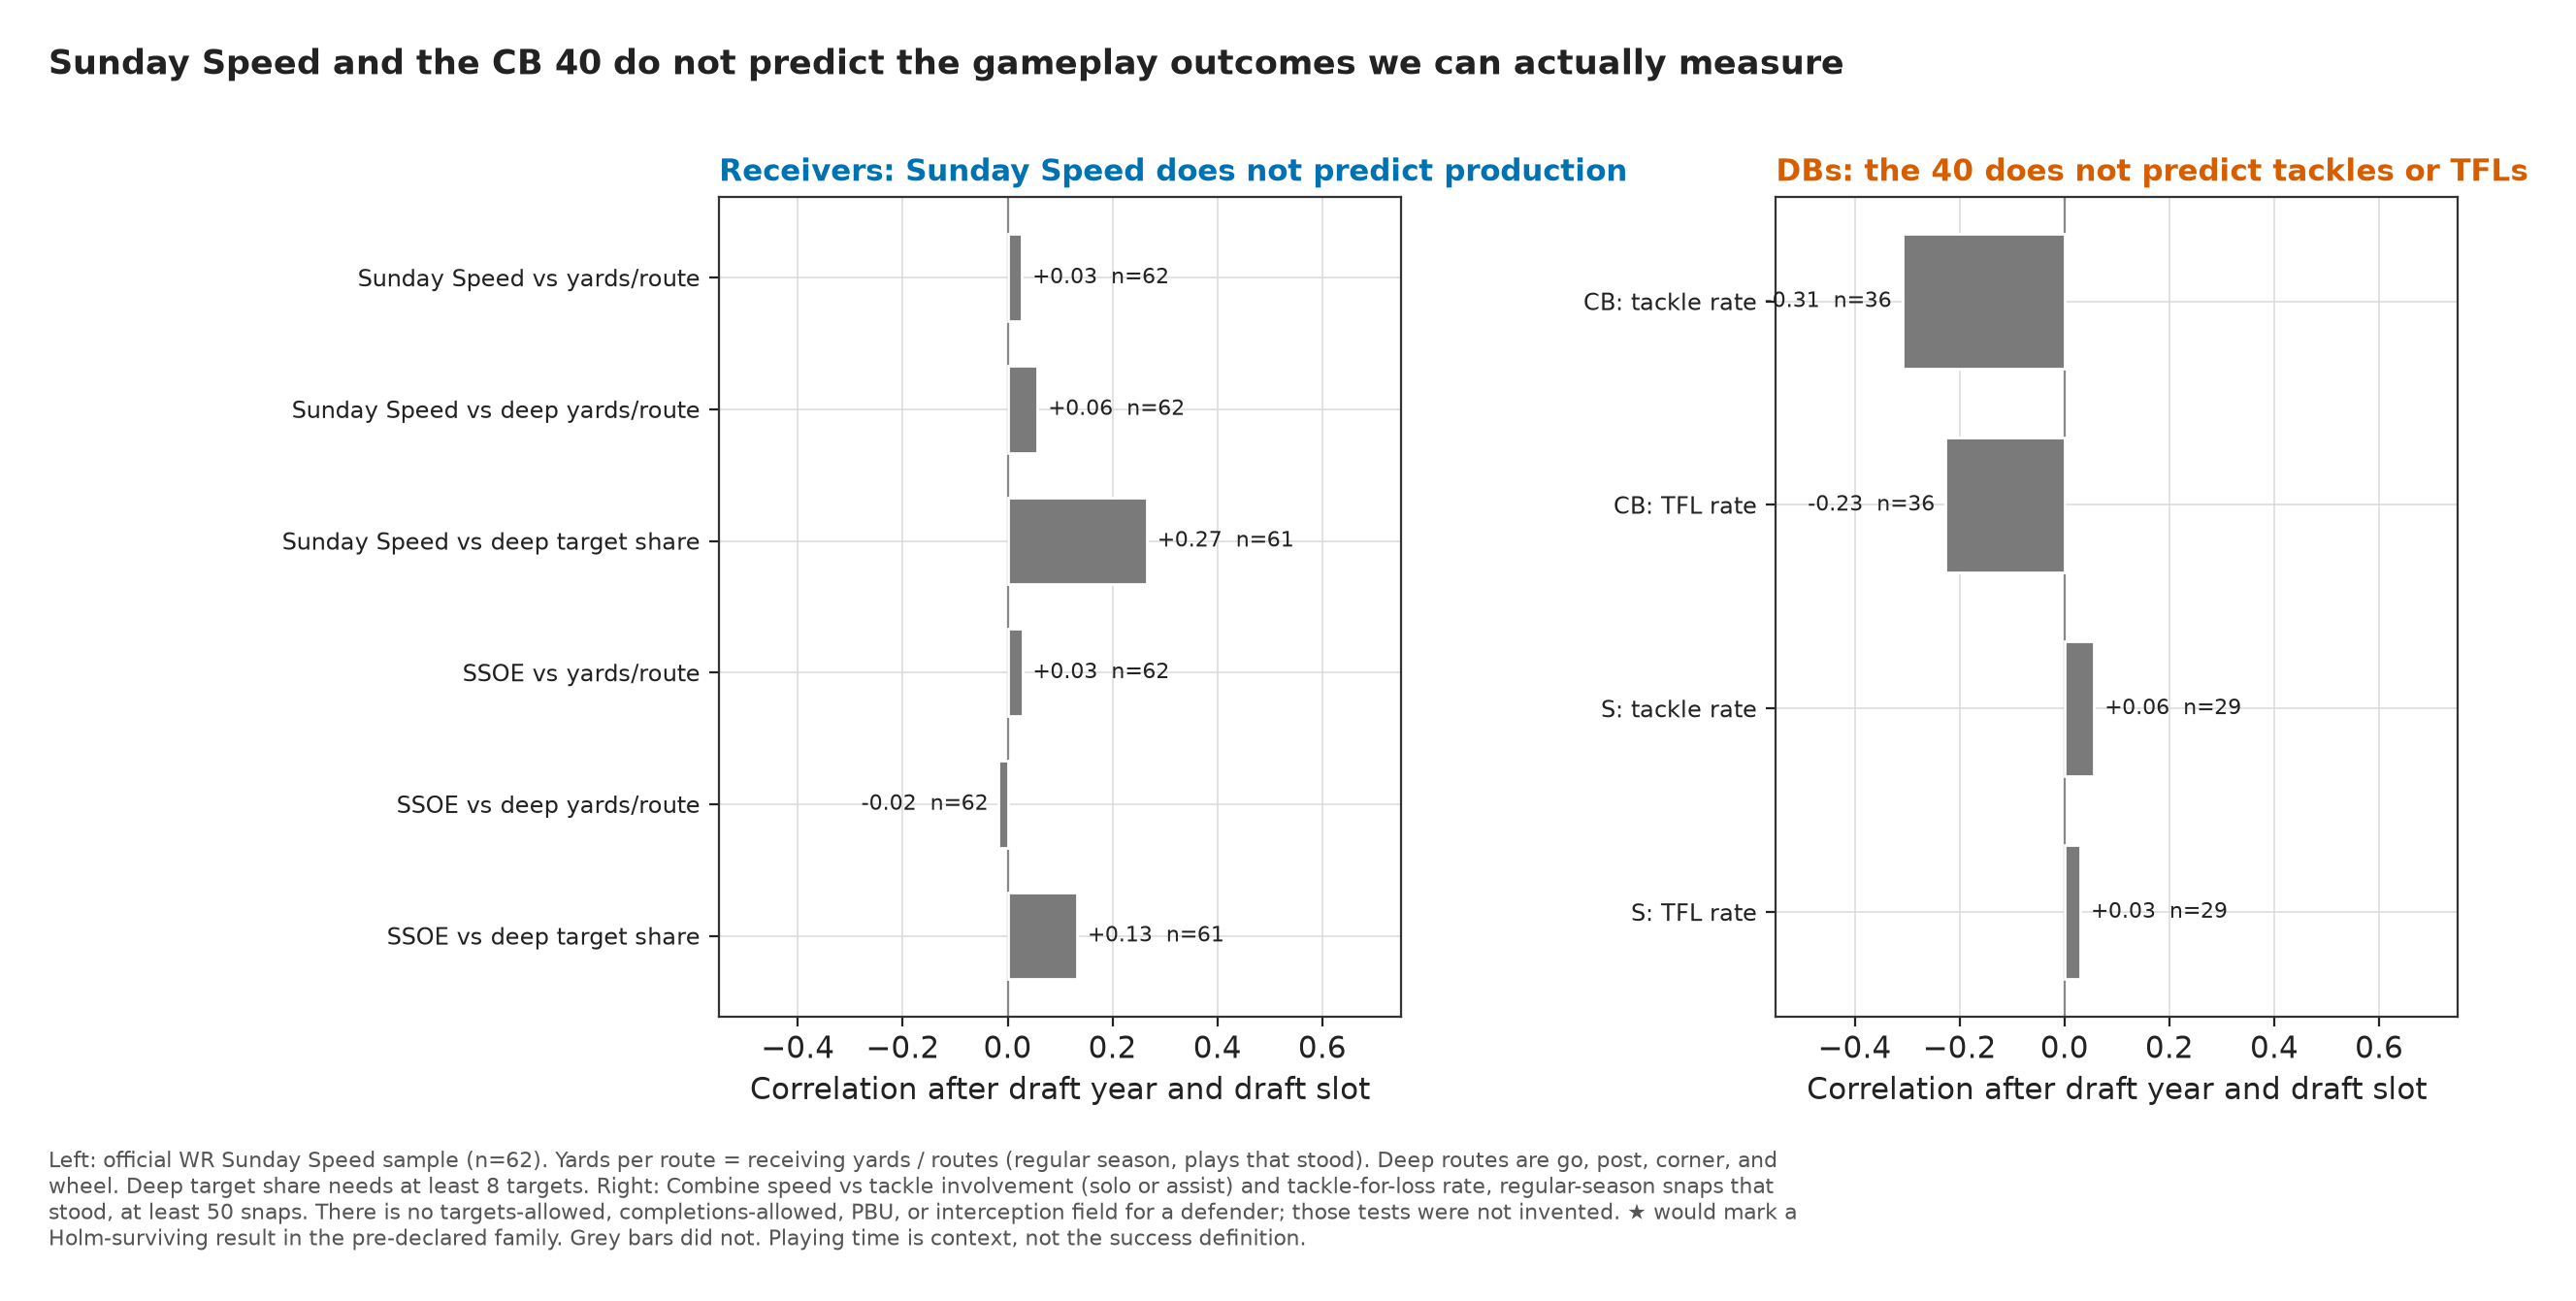 Sunday Speed and the CB 40 do not predict the gameplay outcomes we can actually measure
Receivers: Sunday Speed does not predict production
Sunday Speed vs yards/route
+0.03 n=62
Sunday Speed vs deep yards/route
+0.06 n=62
Sunday Speed vs deep target share
+0.27 n=61
SSOE vs yards/route
+0.03 n=62
SSOE vs deep yards/route
-0.02 n=62
SSOE vs deep target share
+0.13 n=61
−0.4 −0.2 0.0 0.2 0.4 0.6
Correlation after draft year and draft slot
DBs: the 40 does not predict tackles or TFLs
CB: tackle rate
-0.31 n=36
CB: TFL rate
-0.23 n=36
S: tackle rate
+0.06 n=29
S: TFL rate
+0.03 n=29
−0.4 −0.2 0.0 0.2 0.4 0.6
Correlation after draft year and draft slot
Left: official WR Sunday Speed sample (n=62). Yards per route = receiving yards / routes (regular season, plays that stood). Deep routes are go, post, corner, and
wheel. Deep target share needs at least 8 targets. Right: Combine speed vs tackle involvement (solo or assist) and tackle-for-loss rate, regular-season snaps that
stood, at least 50 snaps. There is no targets-allowed, completions-allowed, PBU, or interception field for a defender; those tests were not invented. ★ would mark a
Holm-surviving result in the pre-declared family. Grey bars did not. Playing time is context, not the success definition.